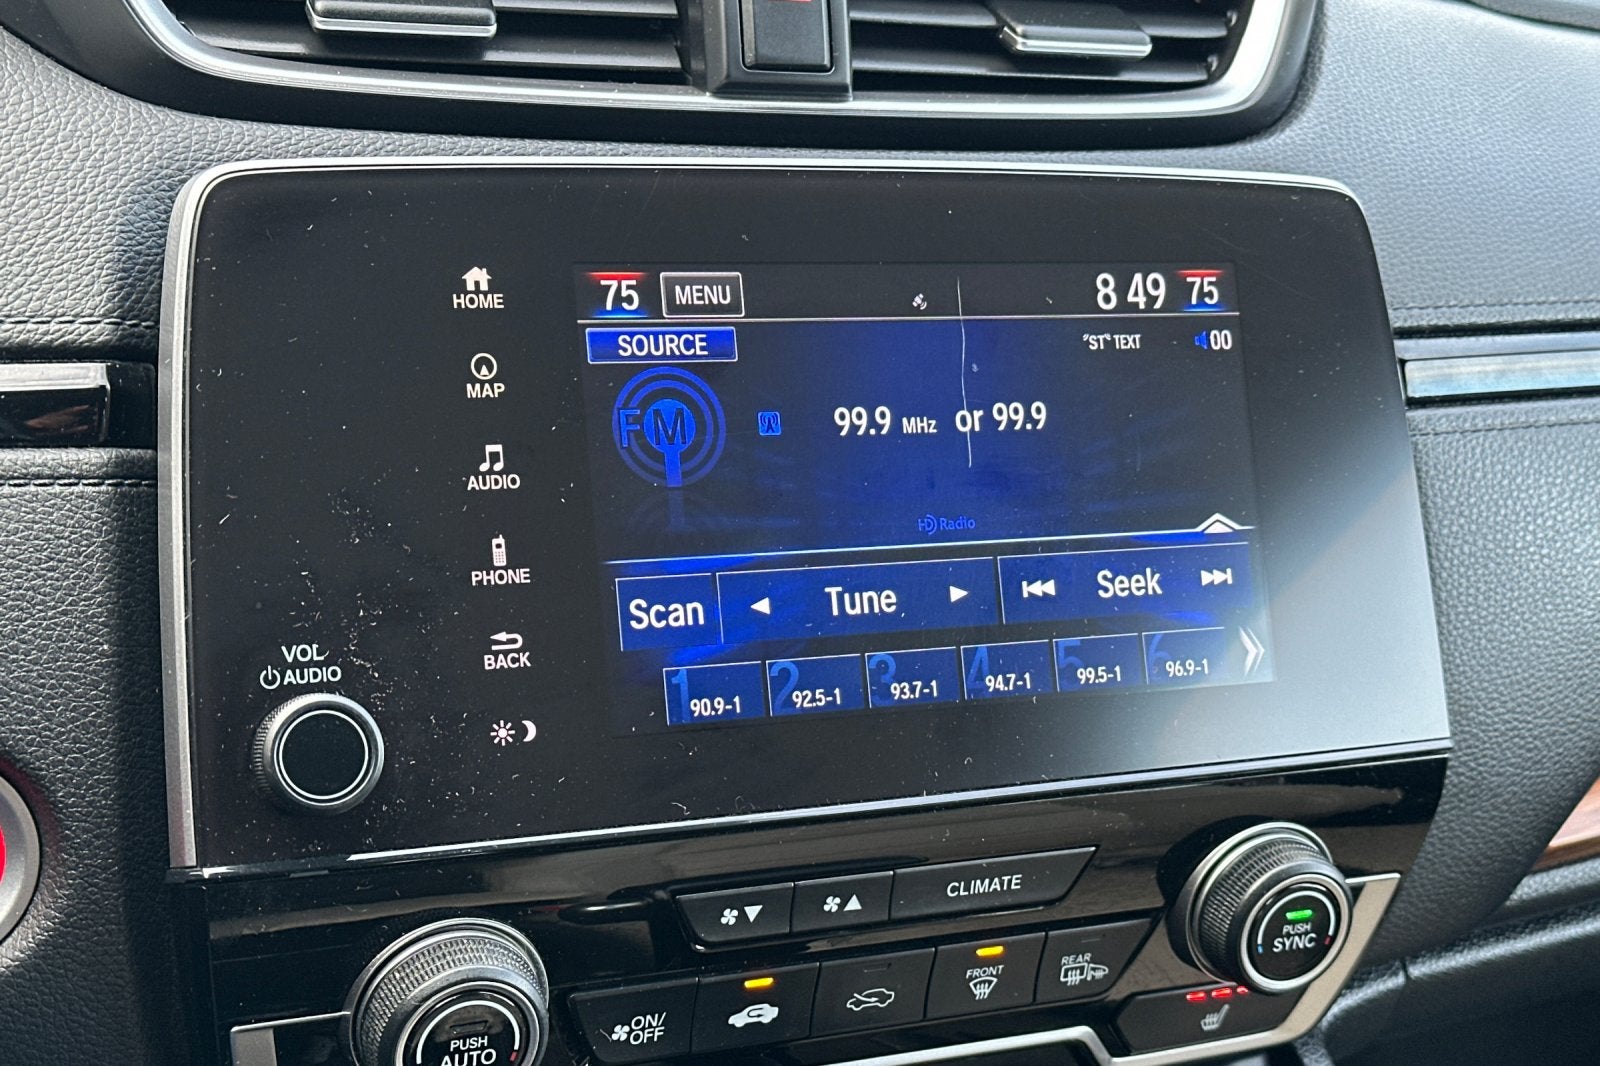 75 MENU 8 49 75
SOURCE "ST" TEXT 00
FM 99.9 MHz or 99.9
HD Radio
Scan Tune Seek
1 90.9-1 2 92.5-1 3 93.7-1 4 94.7-1 5 99.5-1 6 96.9-1
HOME
MAP
AUDIO
PHONE
BACK
VOL
AUDIO
CLIMATE
PUSH
SYNC
FRONT
REAR
ON/
OFF
PUSH
AUTO